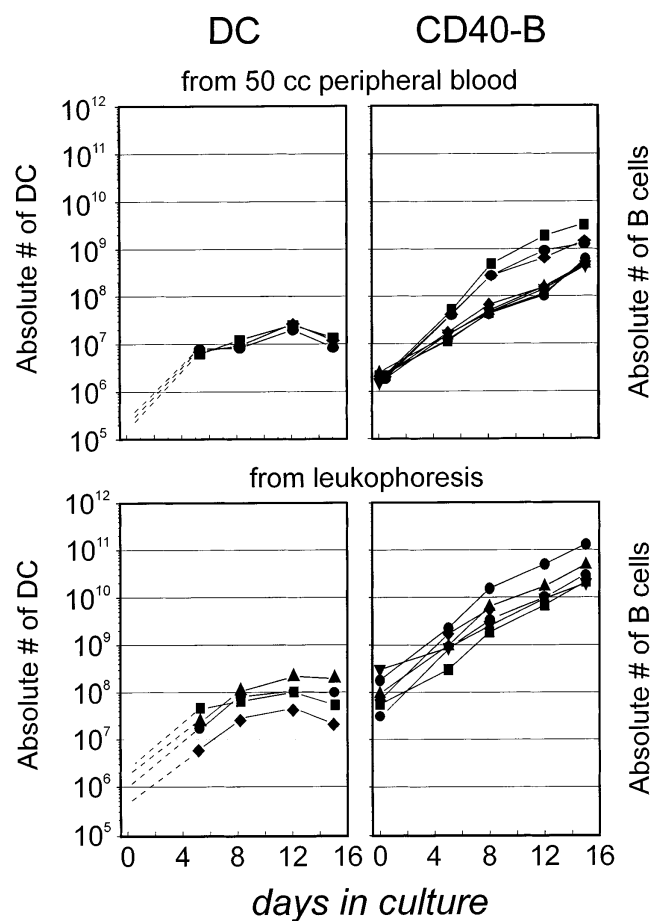 DC CD40-B
from 50 cc peripheral blood
Absolute # of DC
10^12
10^11
10^10
10^9
10^8
10^7
10^6
10^5
Absolute # of B cells
from leukophoresis
Absolute # of DC
10^12
10^11
10^10
10^9
10^8
10^7
10^6
10^5
Absolute # of B cells
0 4 8 12 16 0 4 8 12 16
days in culture